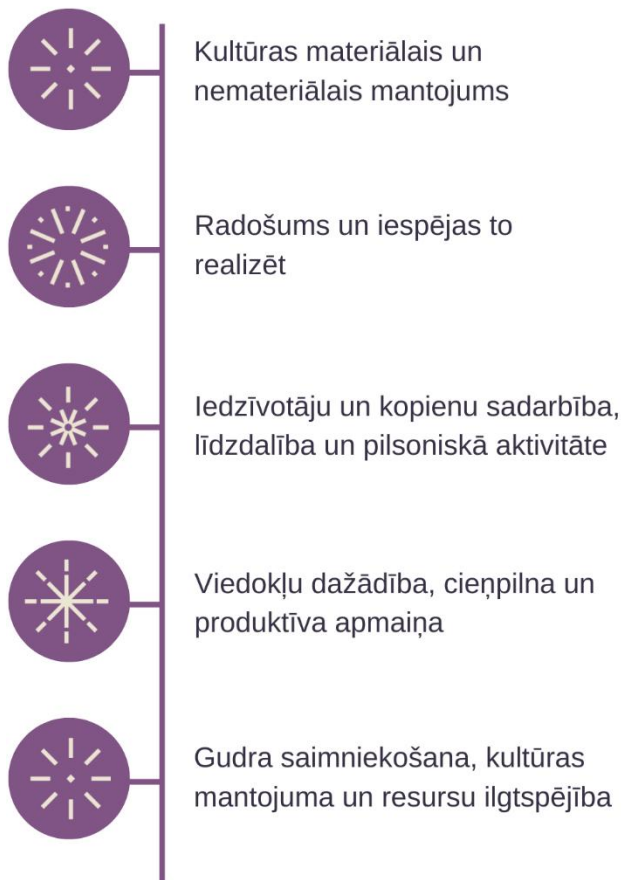 Kultūras materiālais un
nemateriālais mantojums
Radošums un iespējas to
realizēt
Iedzīvotāju un kopienu sadarbība,
līdzdalība un pilsoniskā aktivitāte
Viedokļu dažādība, cieņpilna un
produktīva apmaiņa
Gudra saimniekošana, kultūras
mantojuma un resursu ilgtspējība